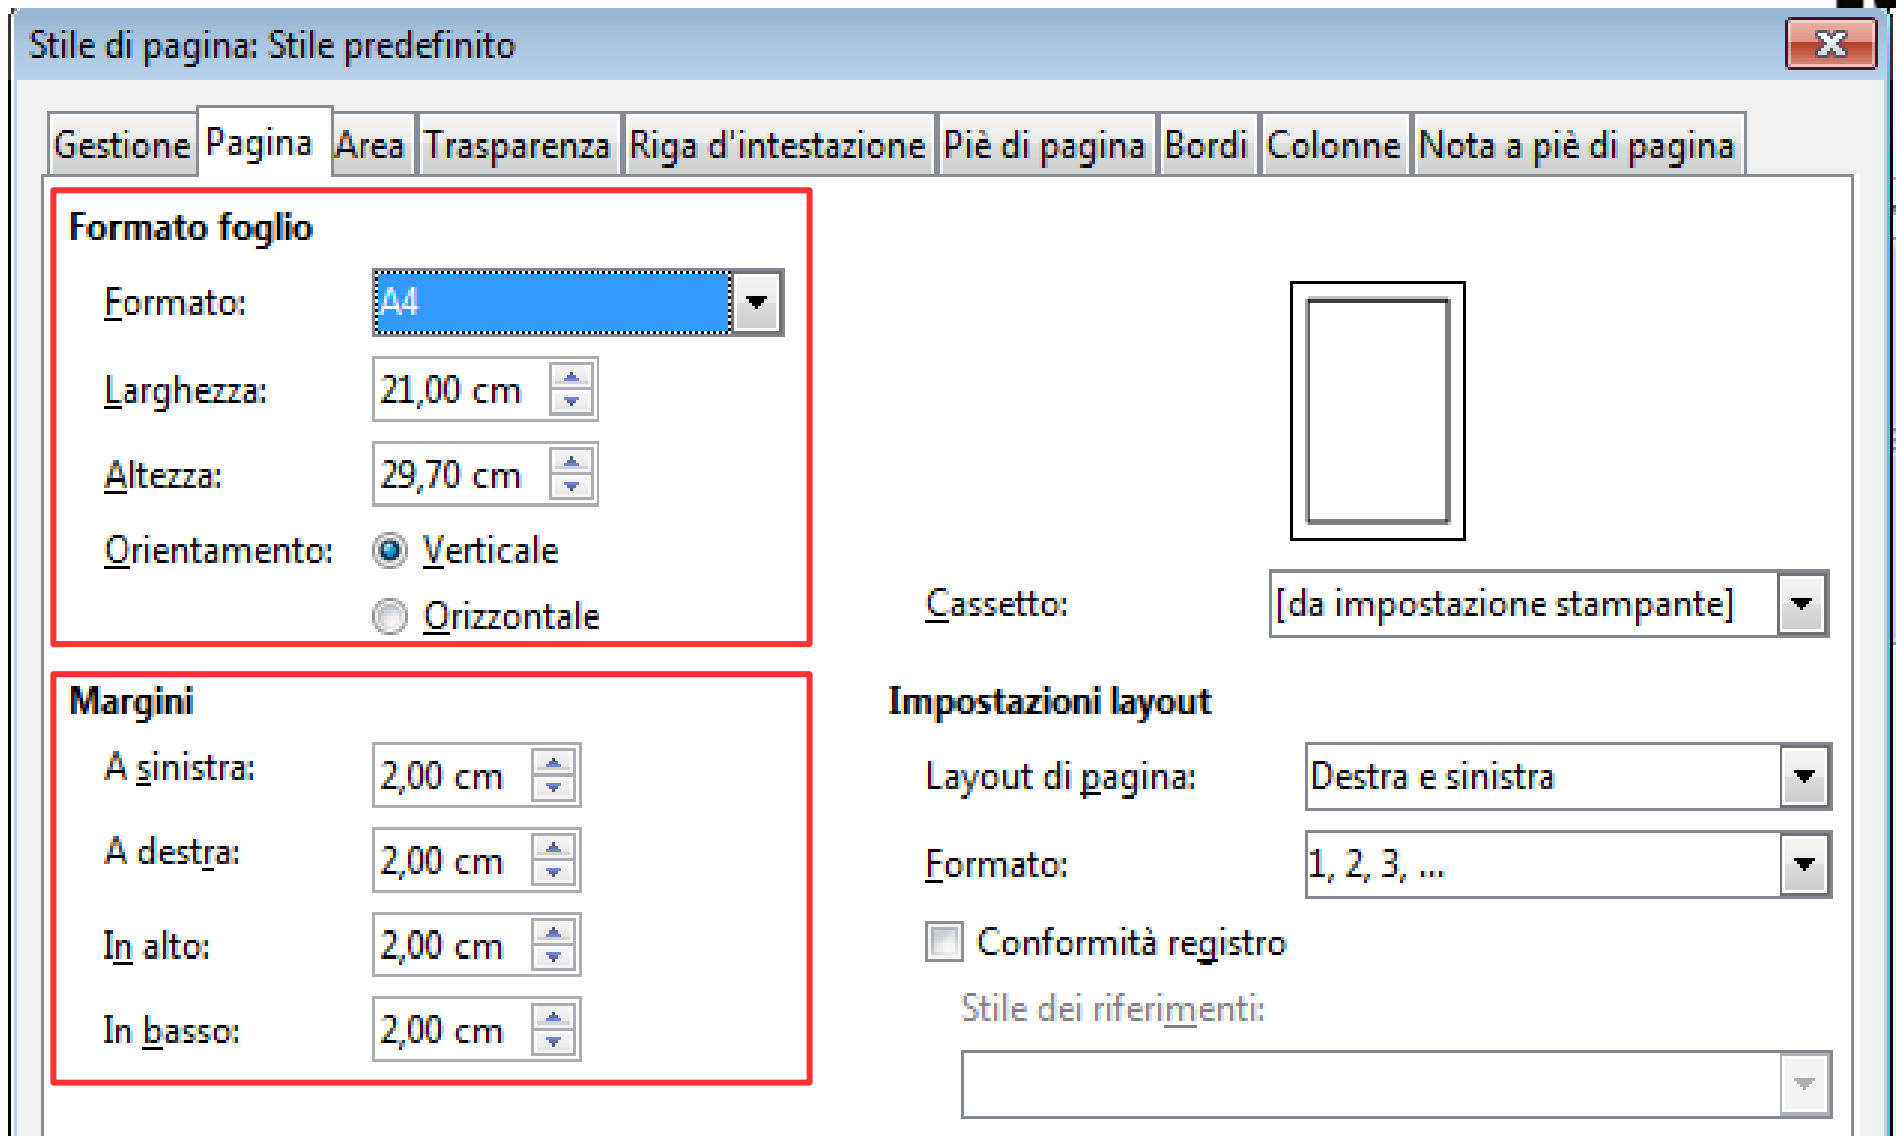 Stile di pagina: Stile predefinito
Gestione Pagina Area Trasparenza Riga d'intestazione Piè di pagina Bordi Colonne Nota a piè di pagina
Formato foglio
Formato: A4
Larghezza: 21,00 cm
Altezza: 29,70 cm
Orientamento: Verticale
Orizzontale
Cassetto: [da impostazione stampante]
Margini
A sinistra: 2,00 cm
A destra: 2,00 cm
In alto: 2,00 cm
In basso: 2,00 cm
Impostazioni layout
Layout di pagina: Destra e sinistra
Formato: 1, 2, 3, ...
Conformità registro
Stile dei riferimenti: